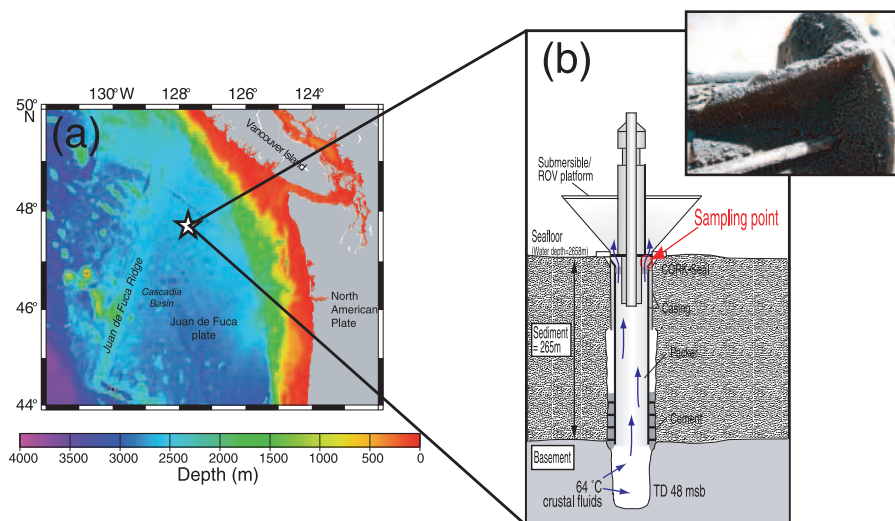 130°W 128° 126° 124°
50°
N
48°
46°
44°
(a)
Vancouver Island
Juan de Fuca Ridge
Cascadia
Basin
Juan de Fuca
plate
North
American
Plate
4000 3500 3000 2500 2000 1500 1000 500 0
Depth (m)
(b)
Submersible/
ROV platform
Sampling point
Seafloor
(Water depth=2658m)
CORK-Seal
Casing
Sediment
= 265m
Packer
Cement
Basement
64 °C
crustal fluids
TD 48 msb